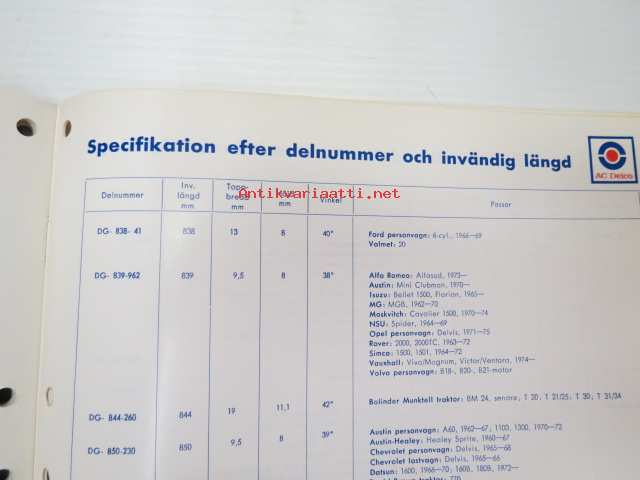 Specifikation efter delnummer och invändig längd
AC Delco
Delnummer
Inv. längd mm
Topp- bredd mm
mm
Vinkel
Passar
Antikvariaatti.net
DG- 838- 41 838 13 8 40° Ford personvagn: 6-cyl., 1966—69
Valmet: 20
DG- 839-962 839 9,5 8 38° Alfa Romeo: Alfasud, 1973—
Austin: Mini Clubman, 1970—
Isuzu: Bellet 1500, Florian, 1965—
MG: MGB, 1962—70
Moskvitch: Cavalier 1500, 1970—74
NSU: Spider, 1964—69
Opel personvagn: Delvis, 1971—75
Rover: 2000, 2000TC, 1963—72
Simca: 1500, 1501, 1964—72
Vauxhall: Viva/Magnum, Victor/Ventora, 1974—
Volvo personvagn: B18-, B20-, B21-motor
DG- 844-260 844 19 11,1 42° Bolinder Munktell traktor: BM 24, senare, T 20, T 21/25; T 30, T 31/34
DG- 850-230 850 9,5 8 39° Austin personvagn: A60, 1962—67; 1100, 1300, 1970—72
Austin-Healey: Healey Sprite, 1960—67
Chevrolet personvagn: Delvis, 1965—68
Chevrolet lastvagn: Delvis, 1965—66
Datsun: 1600, 1966—70; 160B, 180B, 1973—